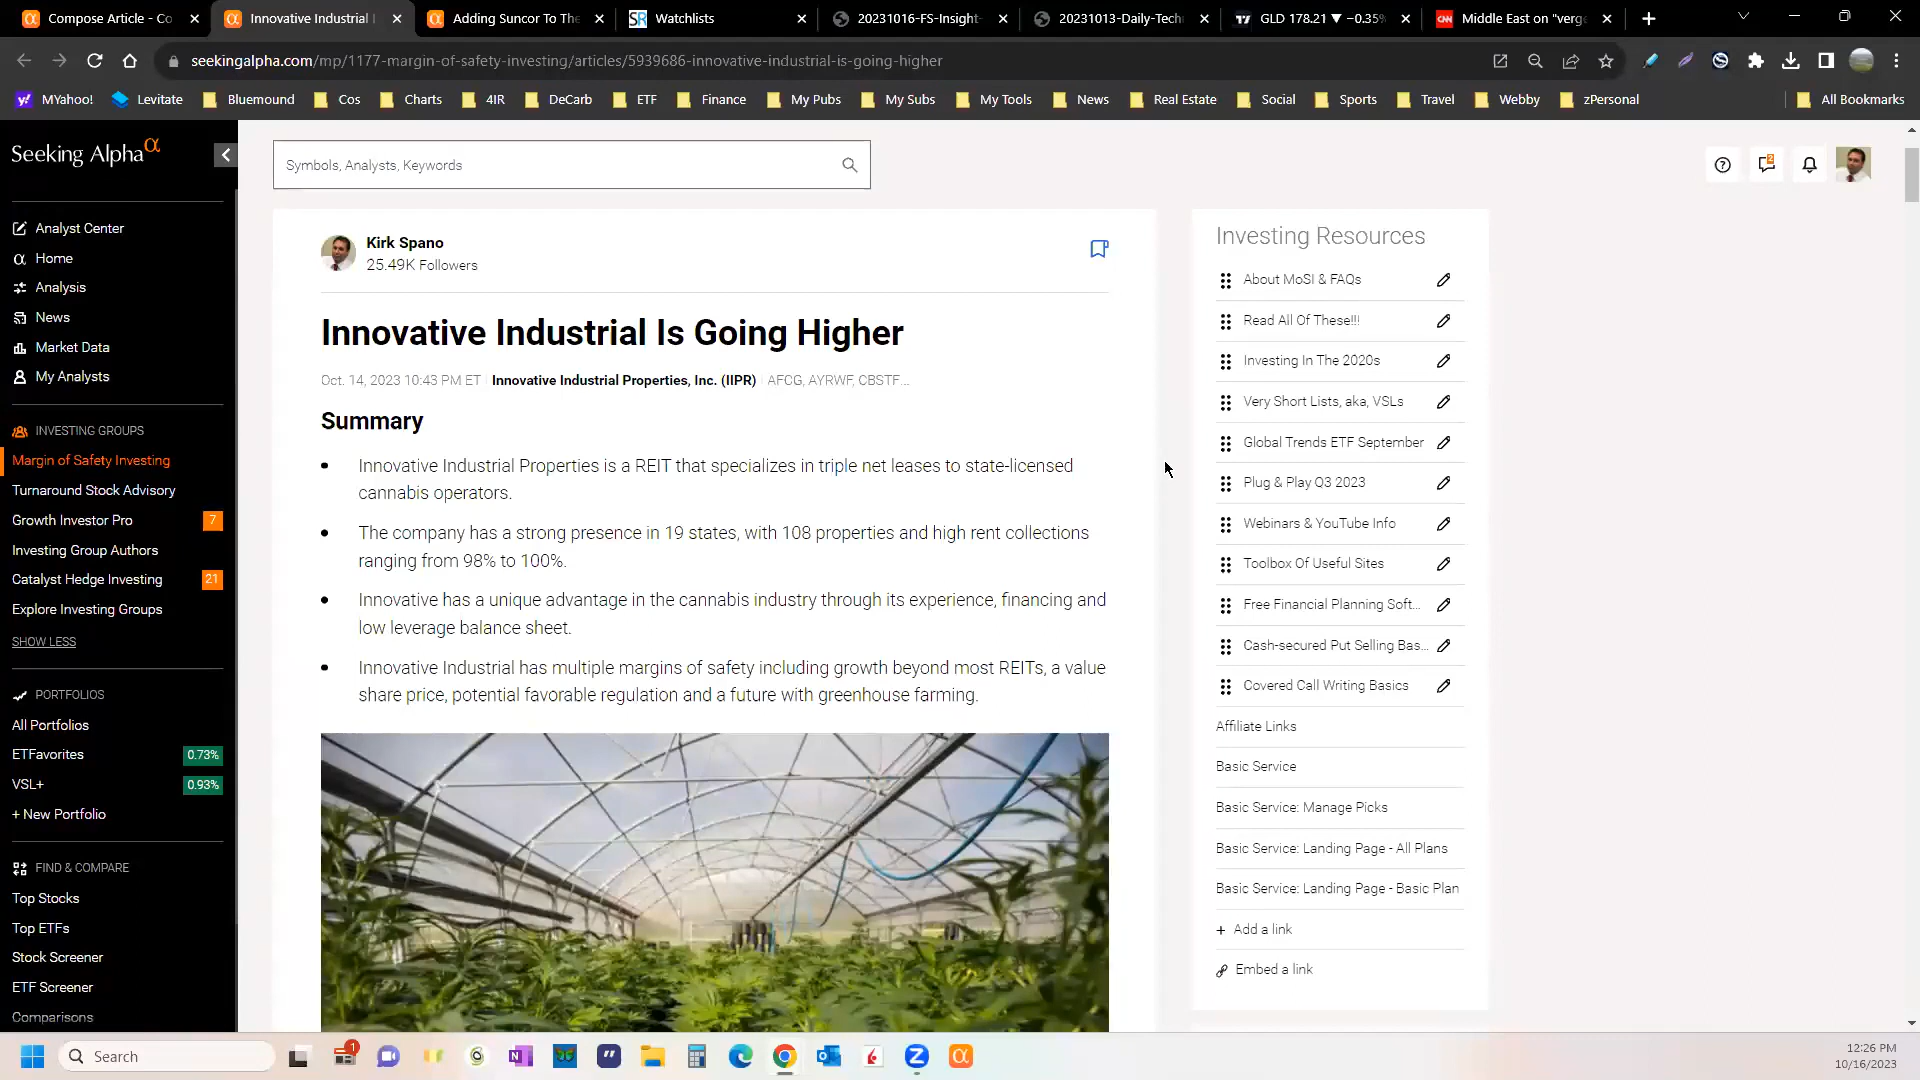 Compose Article - Co
Innovative Industrial
Adding Suncor To The
SR Watchlists
20231016-FS-Insight-
20231013-Daily-Tech
GLD 178.21 ▼ −0.35%
CNN Middle East on "verg
seekingalpha.com/mp/1177-margin-of-safety-investing/articles/5939686-innovative-industrial-is-going-higher
MYahoo!
Levitate
Bluemound
Cos
Charts
4IR
DeCarb
ETF
Finance
My Pubs
My Subs
My Tools
News
Real Estate
Social
Sports
Travel
Webby
zPersonal
All Bookmarks
Seeking Alpha α
Symbols, Analysts, Keywords
2
Analyst Center
Home
Analysis
News
Market Data
My Analysts
INVESTING GROUPS
Margin of Safety Investing
Turnaround Stock Advisory
Growth Investor Pro 7
Investing Group Authors
Catalyst Hedge Investing 21
Explore Investing Groups
SHOW LESS
PORTFOLIOS
All Portfolios
ETFavorites 0.73%
VSL+ 0.93%
+ New Portfolio
FIND & COMPARE
Top Stocks
Top ETFs
Stock Screener
ETF Screener
Comparisons
Kirk Spano
25.49K Followers
Innovative Industrial Is Going Higher
Oct. 14, 2023 10:43 PM ET | Innovative Industrial Properties, Inc. (IIPR) | AFCG, AYRWF, CBSTF...
Summary
• Innovative Industrial Properties is a REIT that specializes in triple net leases to state-licensed
cannabis operators.
• The company has a strong presence in 19 states, with 108 properties and high rent collections
ranging from 98% to 100%.
• Innovative has a unique advantage in the cannabis industry through its experience, financing and
low leverage balance sheet.
• Innovative Industrial has multiple margins of safety including growth beyond most REITs, a value
share price, potential favorable regulation and a future with greenhouse farming.
Investing Resources
About MoSI & FAQs
Read All Of These!!!
Investing In The 2020s
Very Short Lists, aka, VSLs
Global Trends ETF September
Plug & Play Q3 2023
Webinars & YouTube Info
Toolbox Of Useful Sites
Free Financial Planning Soft...
Cash-secured Put Selling Bas...
Covered Call Writing Basics
Affiliate Links
Basic Service
Basic Service: Manage Picks
Basic Service: Landing Page - All Plans
Basic Service: Landing Page - Basic Plan
+ Add a link
Embed a link
Search
1
12:26 PM
10/16/2023